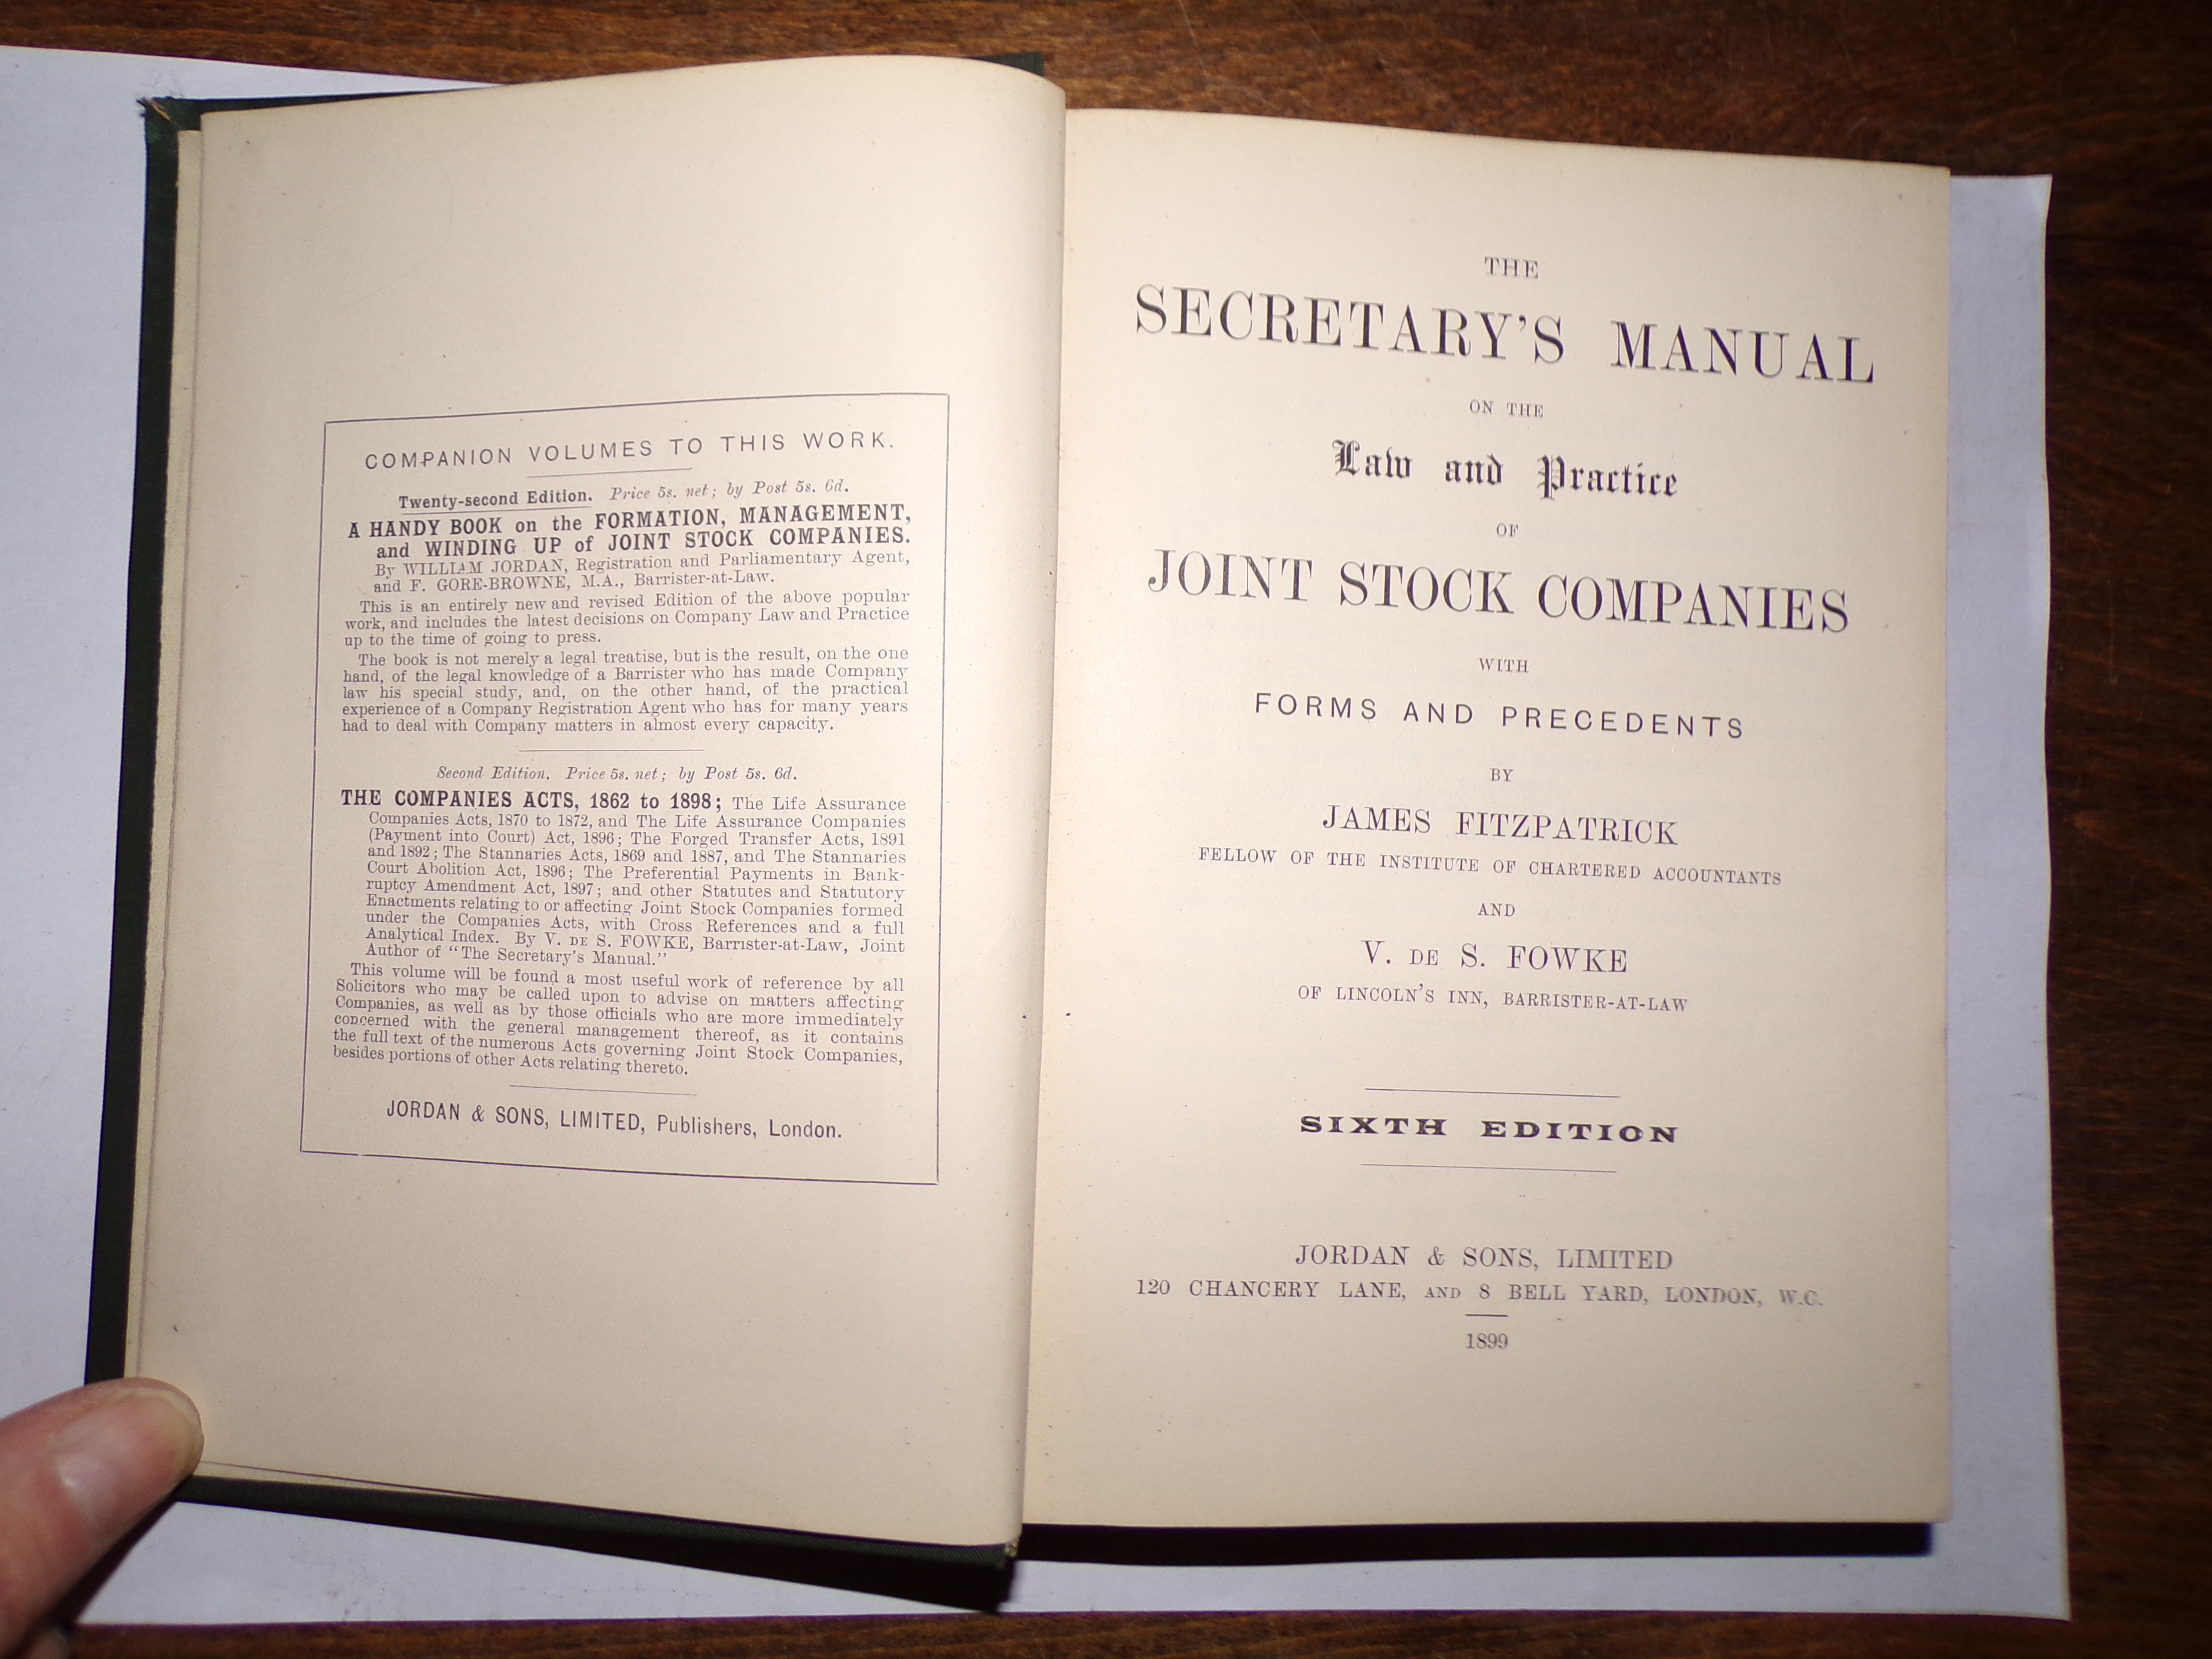 COMPANION VOLUMES TO THIS WORK.
Twenty-second Edition. Price 5s. net; by Post 5s. 6d.
A HANDY BOOK on the FORMATION, MANAGEMENT,
and WINDING UP of JOINT STOCK COMPANIES.
By WILLIAM JORDAN, Registration and Parliamentary Agent,
and F. GORE-BROWNE, M.A., Barrister-at-Law.
This is an entirely new and revised Edition of the above popular
work, and includes the latest decisions on Company Law and Practice
up to the time of going to press.
The book is not merely a legal treatise, but is the result, on the one
hand, of the legal knowledge of a Barrister who has made Company
law his special study, and, on the other hand, of the practical
experience of a Company Registration Agent who has for many years
had to deal with Company matters in almost every capacity.
Second Edition. Price 5s. net; by Post 5s. 6d.
THE COMPANIES ACTS, 1862 to 1898; The Life Assurance
Companies Acts, 1870 to 1872, and The Life Assurance Companies
(Payment into Court) Act, 1896; The Forged Transfer Acts, 1891
and 1892; The Stannaries Acts, 1869 and 1887, and The Stannaries
Court Abolition Act, 1896; The Preferential Payments in Bank-
ruptcy Amendment Act, 1897; and other Statutes and Statutory
Enactments relating to or affecting Joint Stock Companies formed
under the Companies Acts, with Cross References and a full
Analytical Index. By V. DE S. FOWKE, Barrister-at-Law, Joint
Author of "The Secretary's Manual."
This volume will be found a most useful work of reference by all
Solicitors who may be called upon to advise on matters affecting
Companies, as well as by those officials who are more immediately
concerned with the general management thereof, as it contains
the full text of the numerous Acts governing Joint Stock Companies,
besides portions of other Acts relating thereto.
JORDAN & SONS, LIMITED, Publishers, London.
THE
SECRETARY'S MANUAL
ON THE
Law and Practice
OF
JOINT STOCK COMPANIES
WITH
FORMS AND PRECEDENTS
BY
JAMES FITZPATRICK
FELLOW OF THE INSTITUTE OF CHARTERED ACCOUNTANTS
AND
V. DE S. FOWKE
OF LINCOLN'S INN, BARRISTER-AT-LAW
SIXTH EDITION
JORDAN & SONS, LIMITED
120 CHANCERY LANE, AND 8 BELL YARD, LONDON, W.C.
1899